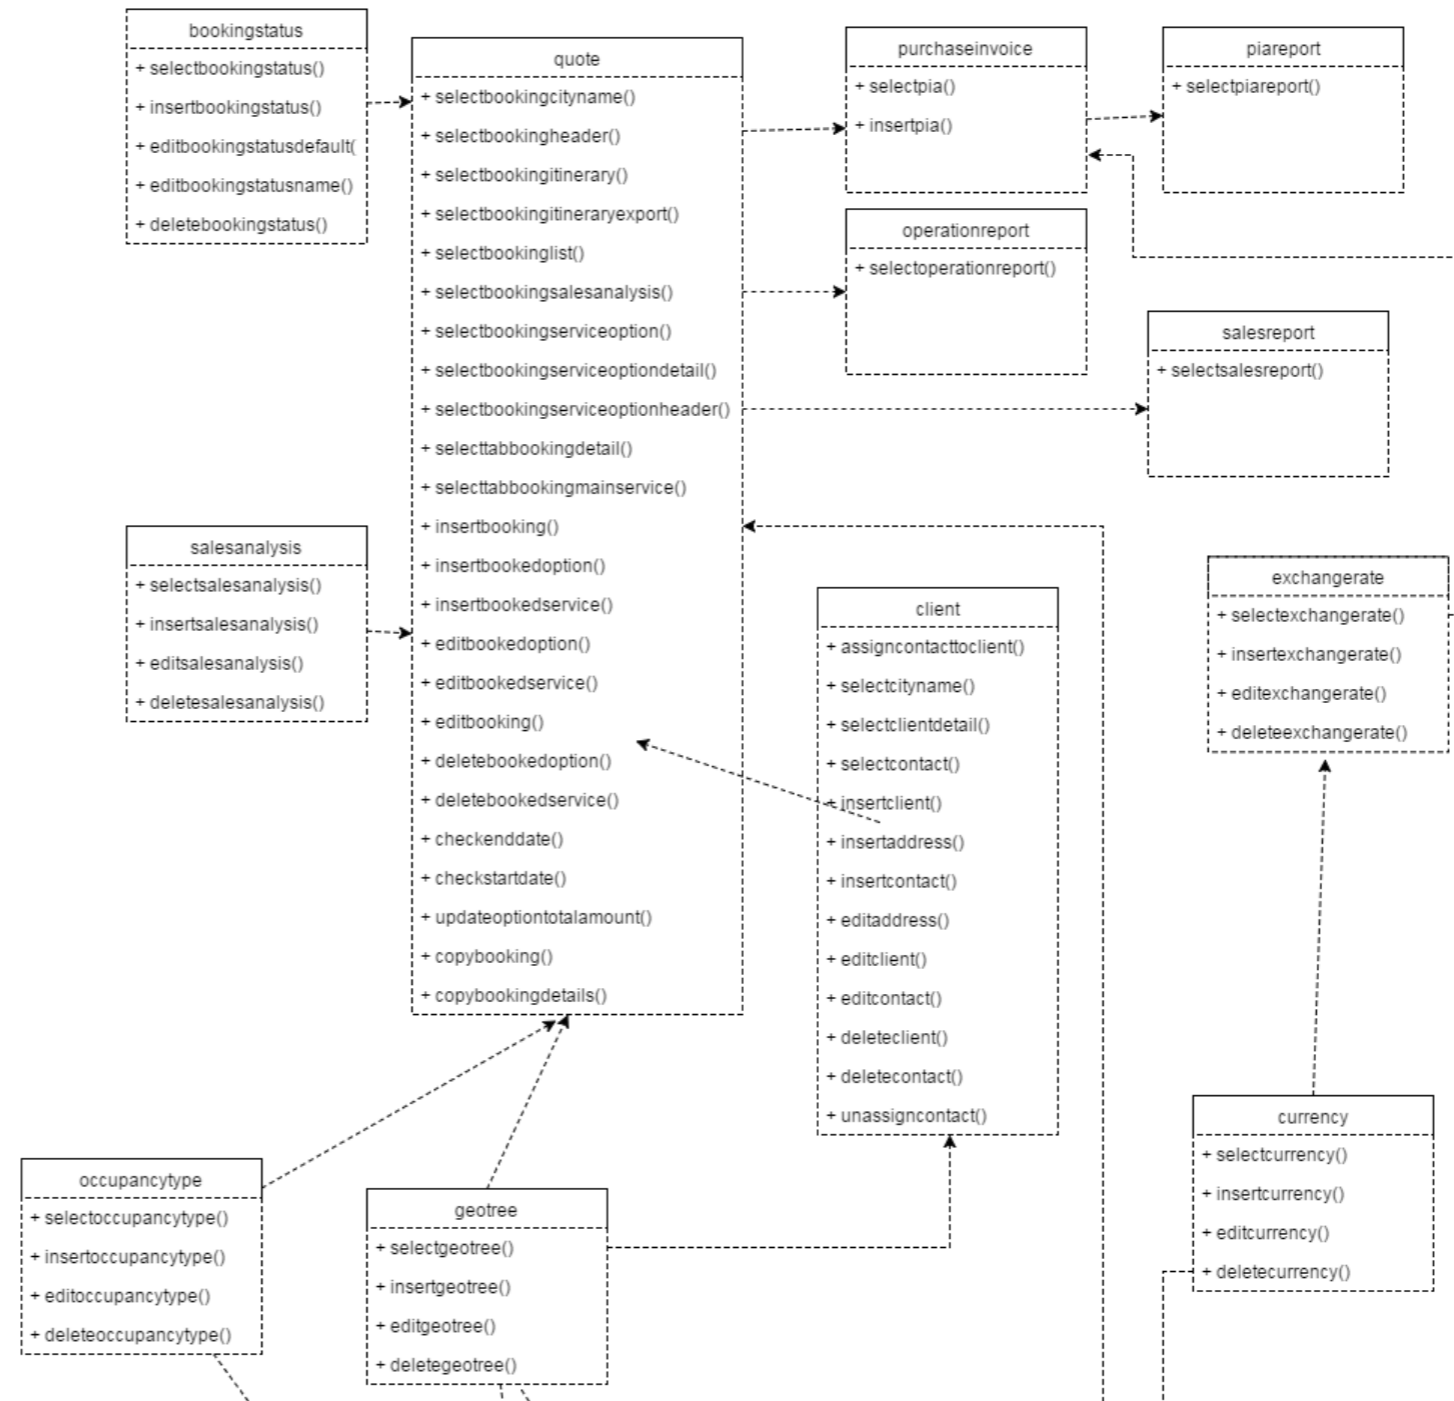 bookingstatus
+ selectbookingstatus()
+ insertbookingstatus()
+ editbookingstatusdefault(
+ editbookingstatusname()
+ deletebookingstatus()
quote
+ selectbookingcityname()
+ selectbookingheader()
+ selectbookingitinerary()
+ selectbookingitineraryexport()
+ selectbookinglist()
+ selectbookingsalesanalysis()
+ selectbookingserviceoption()
+ selectbookingserviceoptiondetail()
+ selectbookingserviceoptionheader()
+ selecttabbookingdetail()
+ selecttabbookingmainservice()
+ insertbooking()
+ insertbookedoption()
+ insertbookedservice()
+ editbookedoption()
+ editbookedservice()
+ editbooking()
+ deletebookedoption()
+ deletebookedservice()
+ checkenddate()
+ checkstartdate()
+ updateoptiontotalamount()
+ copybooking()
+ copybookingdetails()
purchaseinvoice
+ selectpia()
+ insertpia()
piareport
+ selectpiareport()
operationreport
+ selectoperationreport()
salesreport
+ selectsalesreport()
salesanalysis
+ selectsalesanalysis()
+ insertsalesanalysis()
+ editsalesanalysis()
+ deletesalesanalysis()
client
+ assigncontacttoclient()
+ selectcityname()
+ selectclientdetail()
+ selectcontact()
+ insertclient()
+ insertaddress()
+ insertcontact()
+ editaddress()
+ editclient()
+ editcontact()
+ deleteclient()
+ deletecontact()
+ unassigncontact()
exchangerate
+ selectexchangerate()
+ insertexchangerate()
+ editexchangerate()
+ deleteexchangerate()
occupancytype
+ selectoccupancytype()
+ insertoccupancytype()
+ editoccupancytype()
+ deleteoccupancytype()
geotree
+ selectgeotree()
+ insertgeotree()
+ editgeotree()
+ deletegeotree()
currency
+ selectcurrency()
+ insertcurrency()
+ editcurrency()
+ deletecurrency()